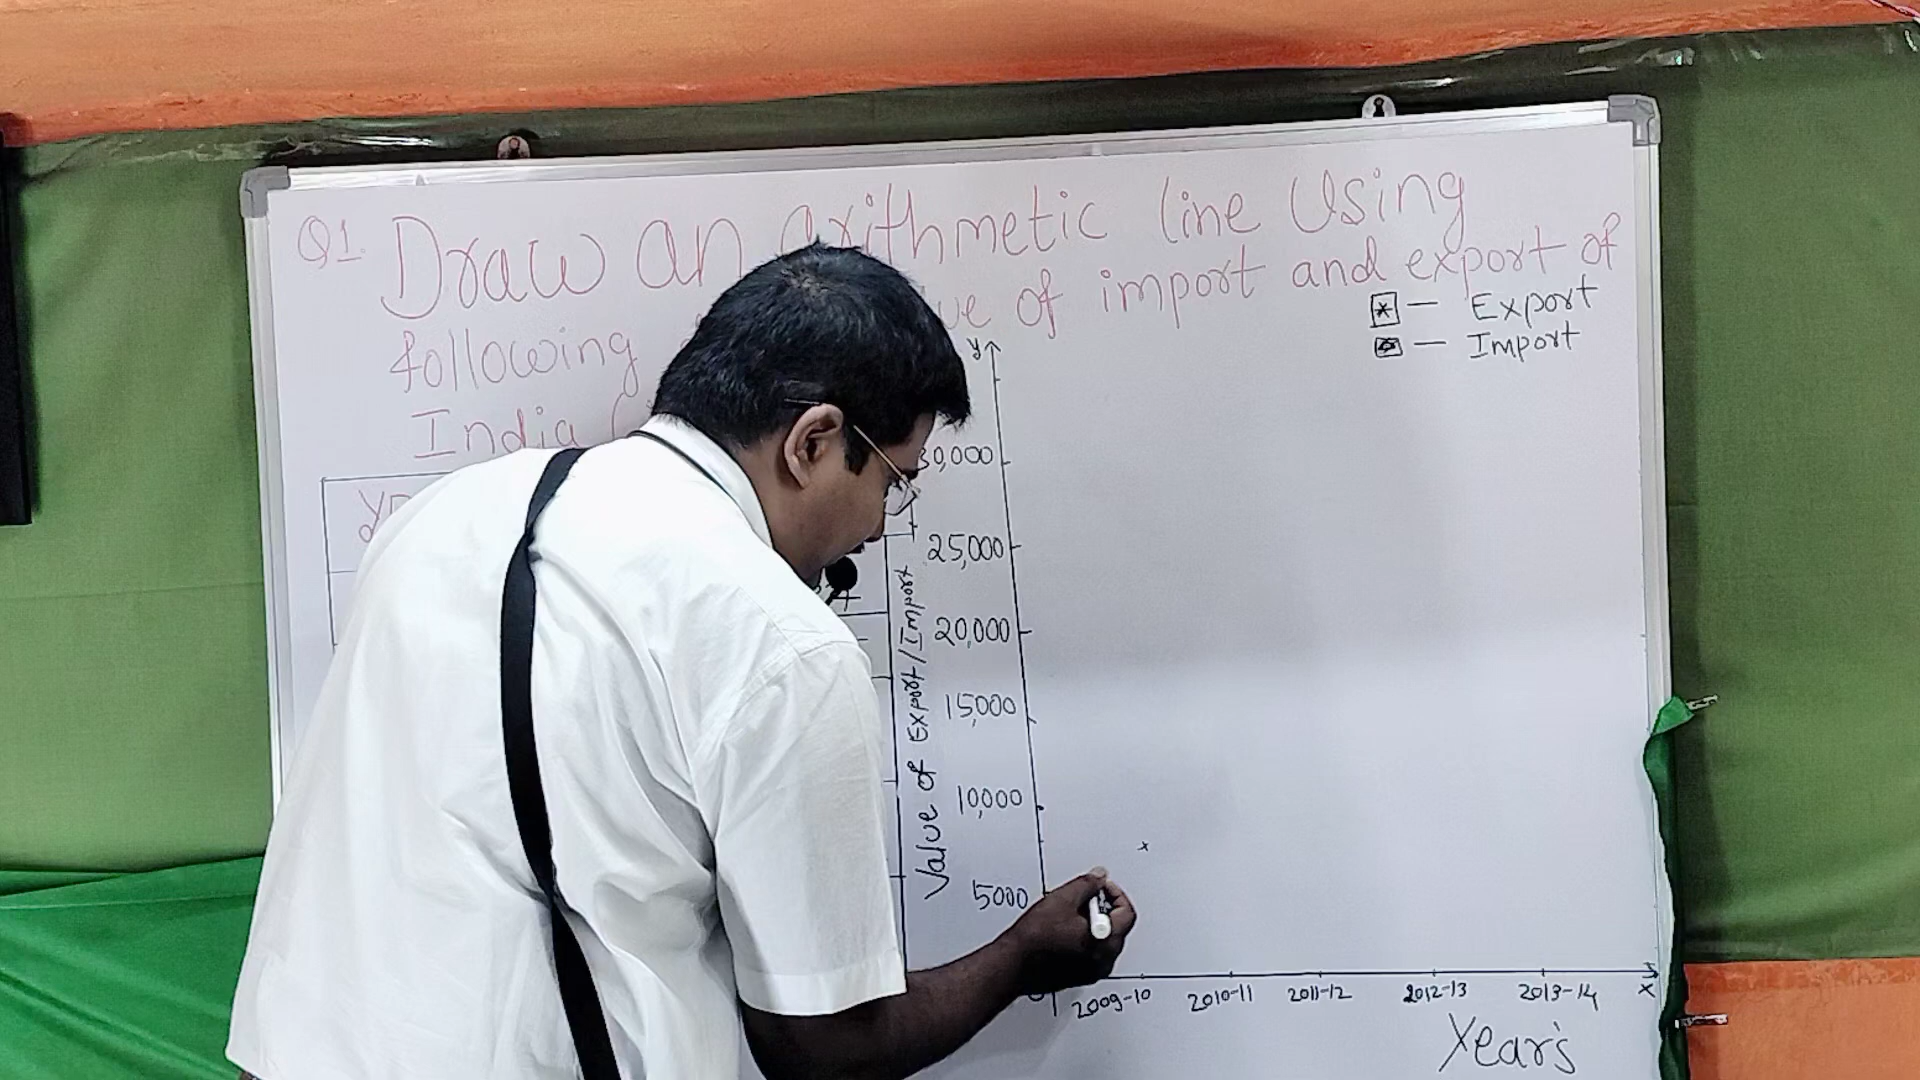 Q1. Draw an arithmetic line Using
following of import and export of
India
* - Export
- Import
y
30,000
25,000
20,000
15,000
10,000
5000
Value of Export/Import
2009-10 2010-11 2011-12 2012-13 2013-14 X
Year's